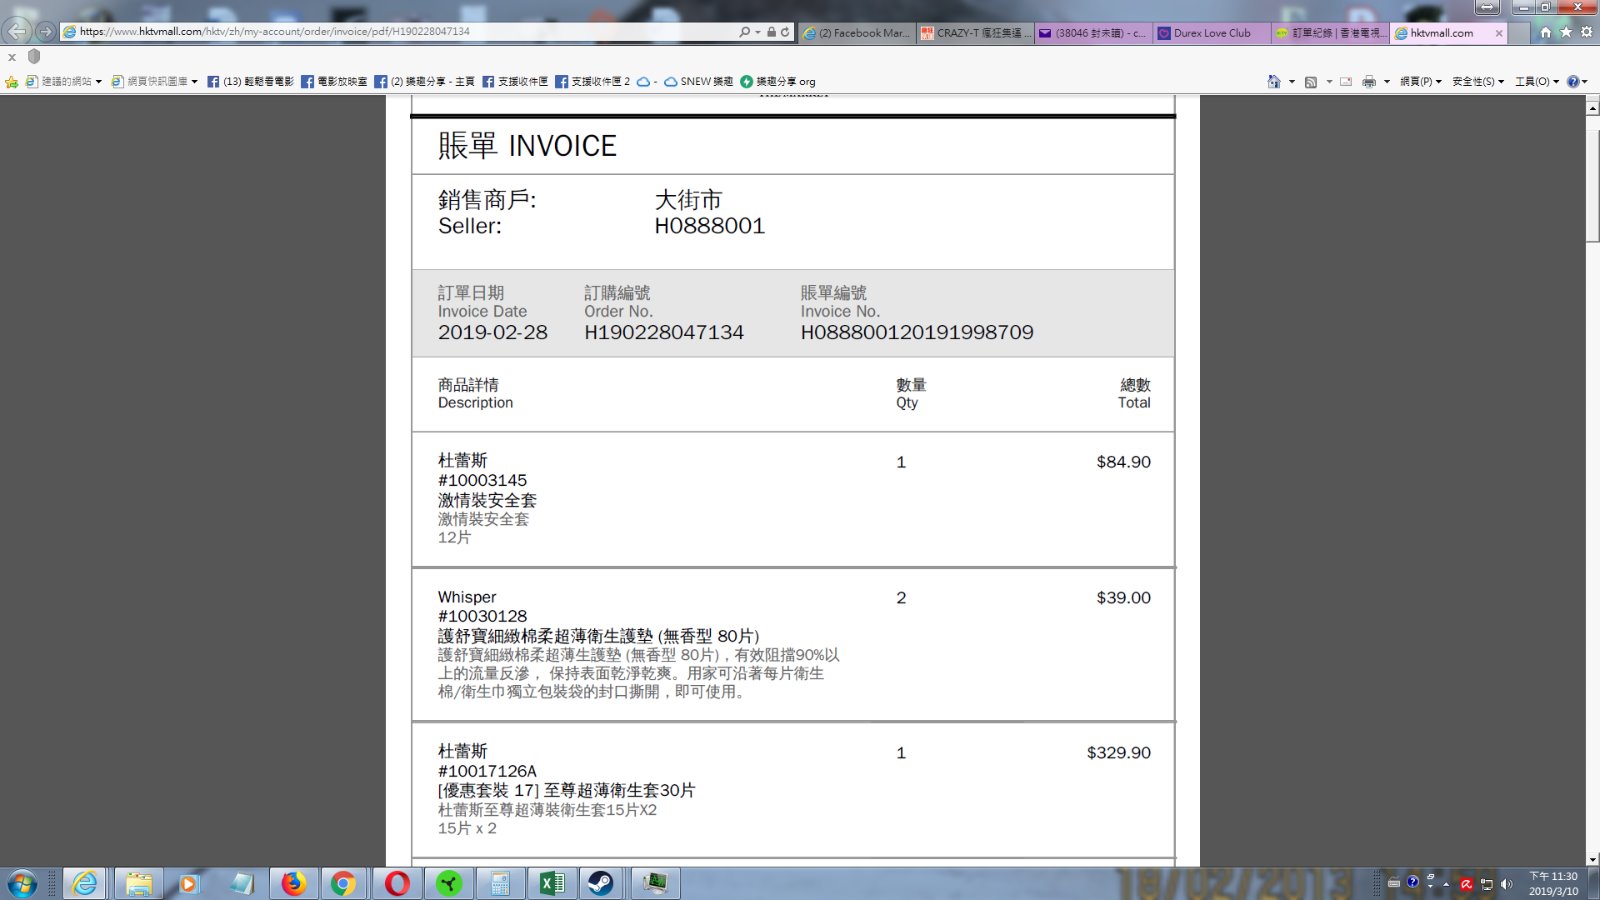 https://www.hktvmall.com/hktv/zh/my-account/order/invoice/pdf/H190228047134
(2) Facebook Mar...
CRAZY-T 瘋狂集運 ...
(38046 封未讀) - c...
Durex Love Club
訂單紀錄 | 香港電視...
hktvmall.com
建議的網站
網頁快訊圖庫
(13) 輕鬆看電影
電影放映室
(2) 樂趣分享 - 主頁
支援收件匣
支援收件匣 2
-
SNEW 樂趣
樂趣分享 org
網頁(P)
安全性(S)
工具(O)
賬單 INVOICE
銷售商戶: 大街市
Seller: H0888001
訂單日期 訂購編號 賬單編號
Invoice Date Order No. Invoice No.
2019-02-28 H190228047134 H088800120191998709
商品詳情 數量 總數
Description Qty Total
杜蕾斯 1 $84.90
#10003145
激情裝安全套
激情裝安全套
12片
Whisper 2 $39.00
#10030128
護舒寶細緻棉柔超薄衛生護墊 (無香型 80片)
護舒寶細緻棉柔超薄生護墊 (無香型 80片)，有效阻擋90%以
上的流量反滲， 保持表面乾淨乾爽。用家可沿著每片衛生
棉/衛生巾獨立包裝袋的封口撕開，即可使用。
杜蕾斯 1 $329.90
#10017126A
[優惠套裝 17] 至尊超薄衛生套30片
杜蕾斯至尊超薄裝衛生套15片X2
15片 x 2
下午 11:30
2019/3/10